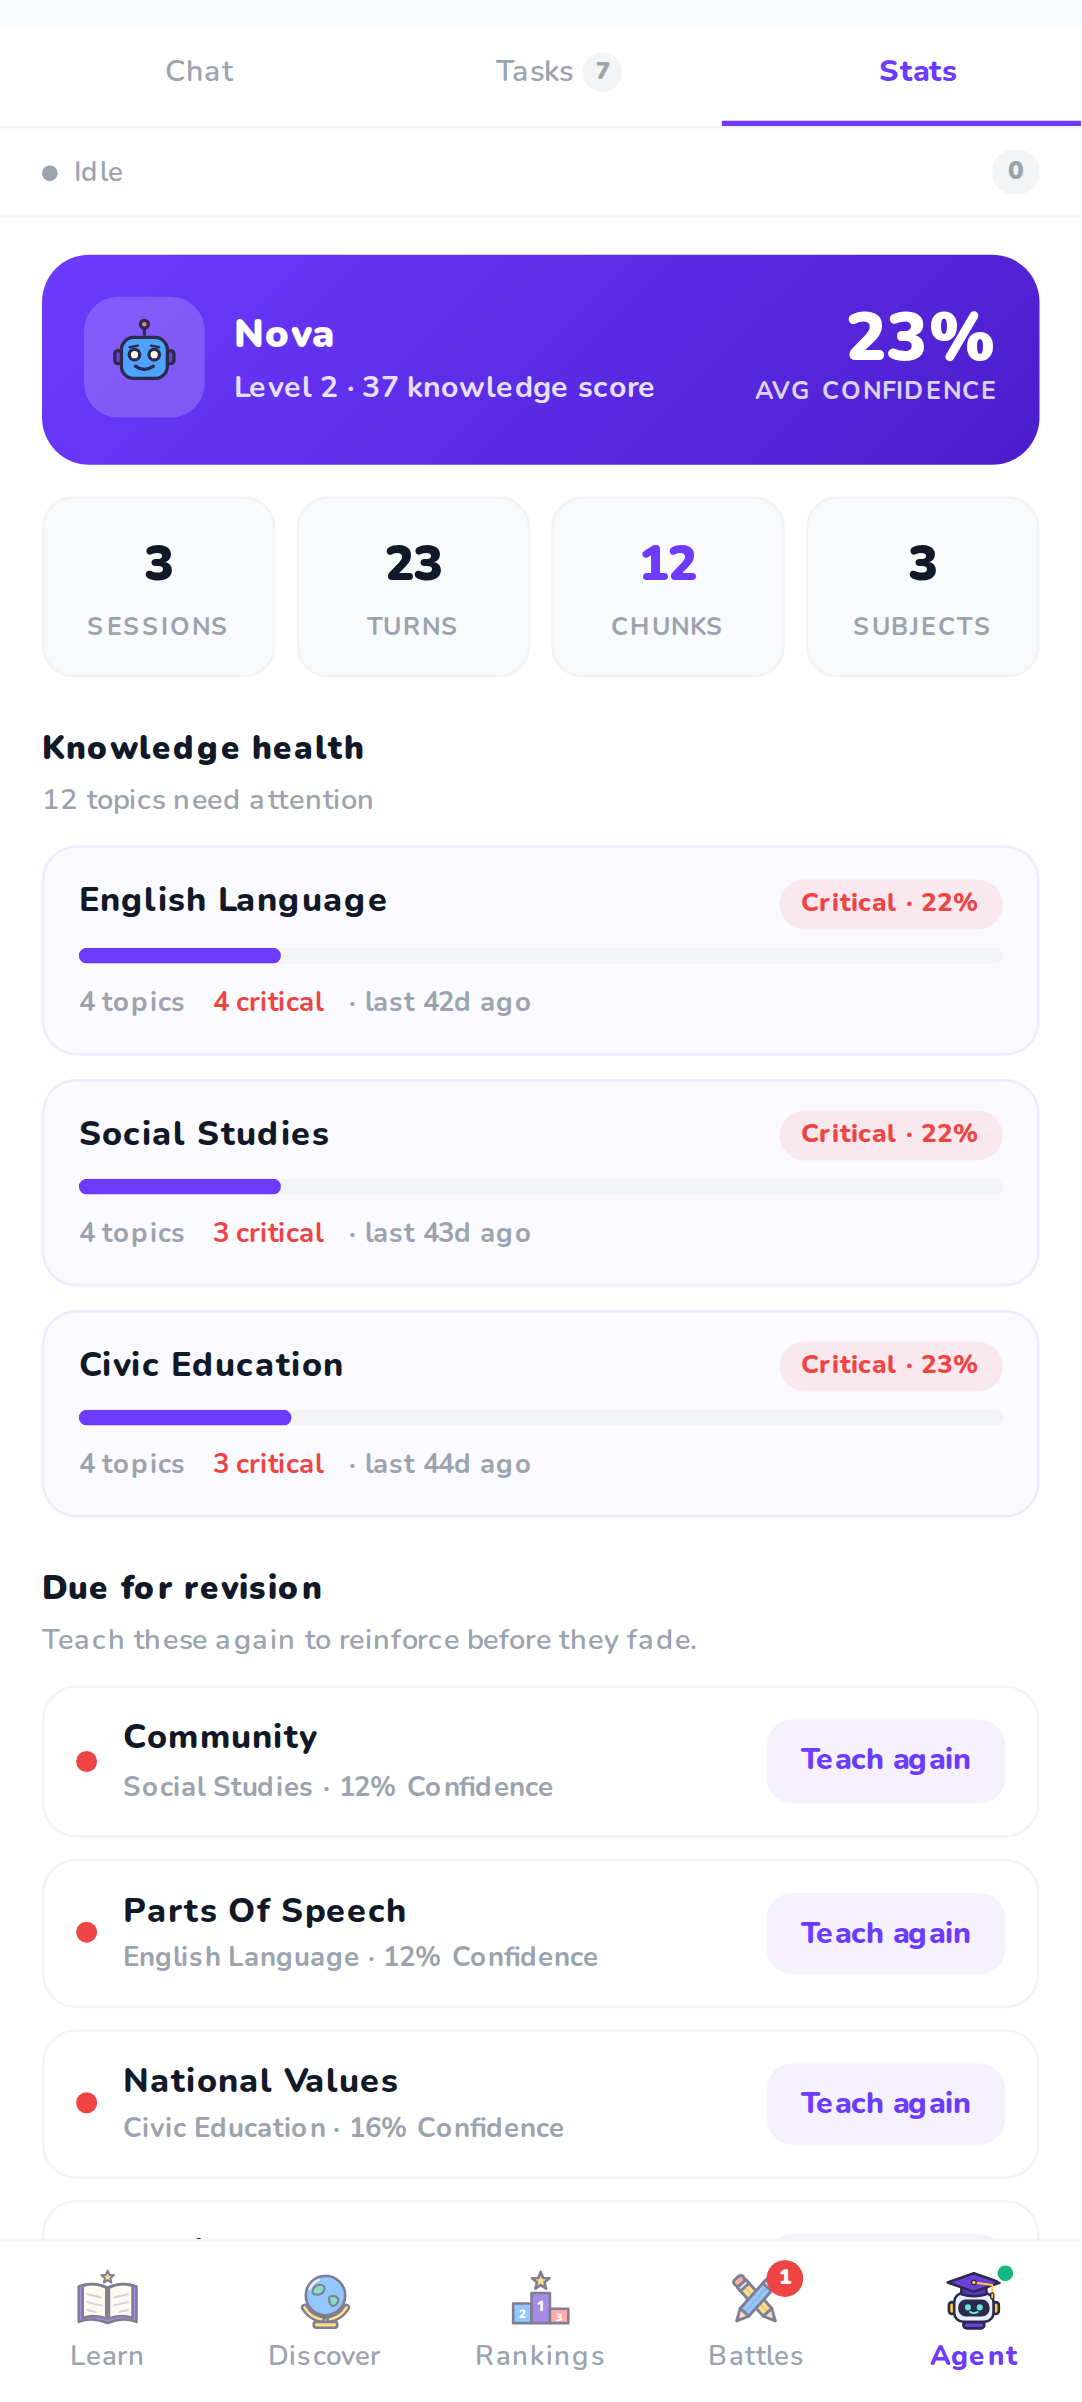 Chat
Tasks 7
Stats
Idle
0
Nova
Level 2 · 37 knowledge score
23%
AVG CONFIDENCE
3
SESSIONS
23
TURNS
12
CHUNKS
3
SUBJECTS
Knowledge health
12 topics need attention
English Language
Critical · 22%
4 topics 4 critical · last 42d ago
Social Studies
Critical · 22%
4 topics 3 critical · last 43d ago
Civic Education
Critical · 23%
4 topics 3 critical · last 44d ago
Due for revision
Teach these again to reinforce before they fade.
Community
Social Studies · 12% Confidence
Teach again
Parts Of Speech
English Language · 12% Confidence
Teach again
National Values
Civic Education · 16% Confidence
Teach again
2 1 3
1
Learn
Discover
Rankings
Battles
Agent